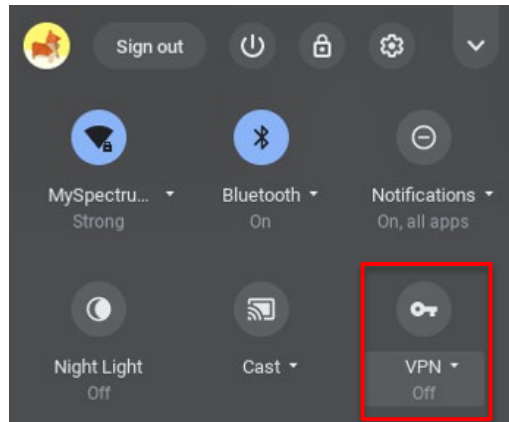 Sign out
MySpectru... Bluetooth Notifications
Strong On On, all apps
Night Light Cast VPN
Off Off